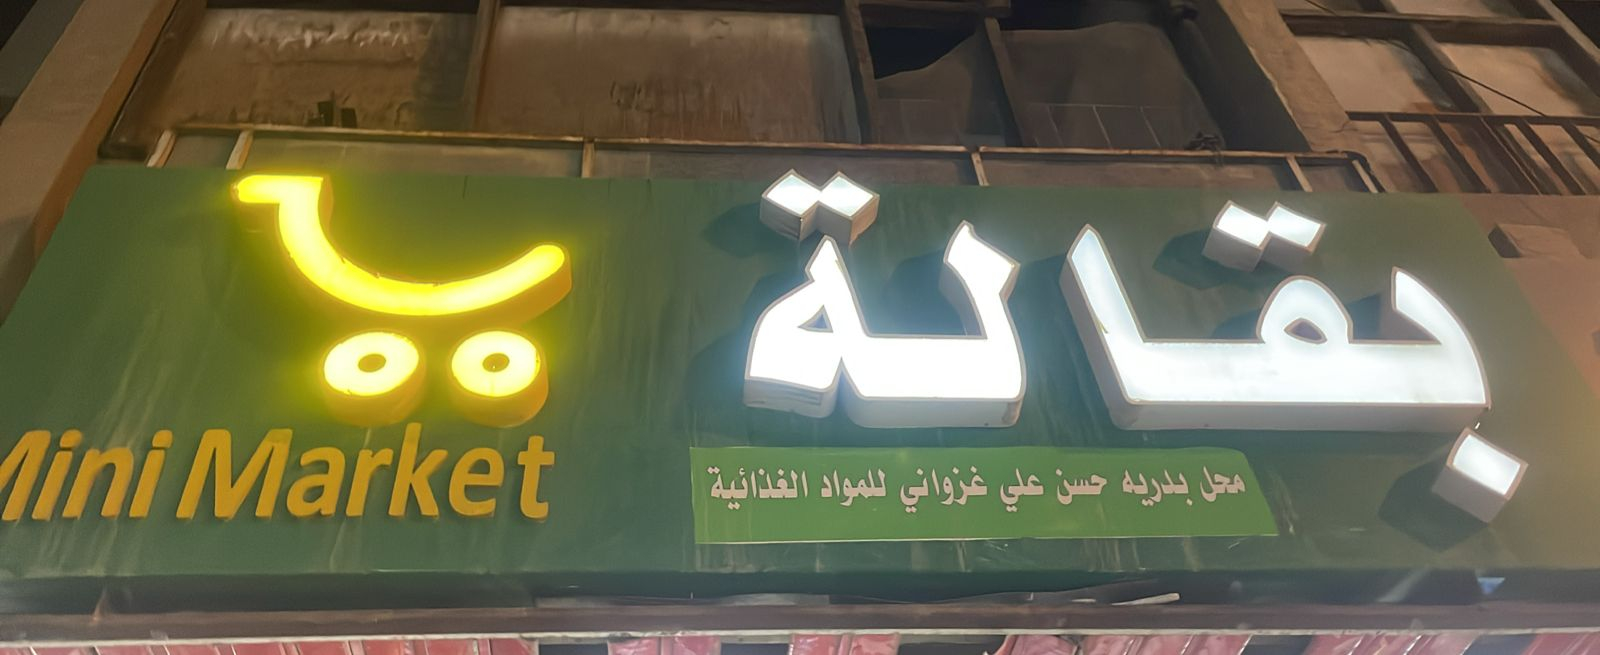 بقالة
محل بدريه حسن علي غزواني للمواد الغذائية
Mini Market